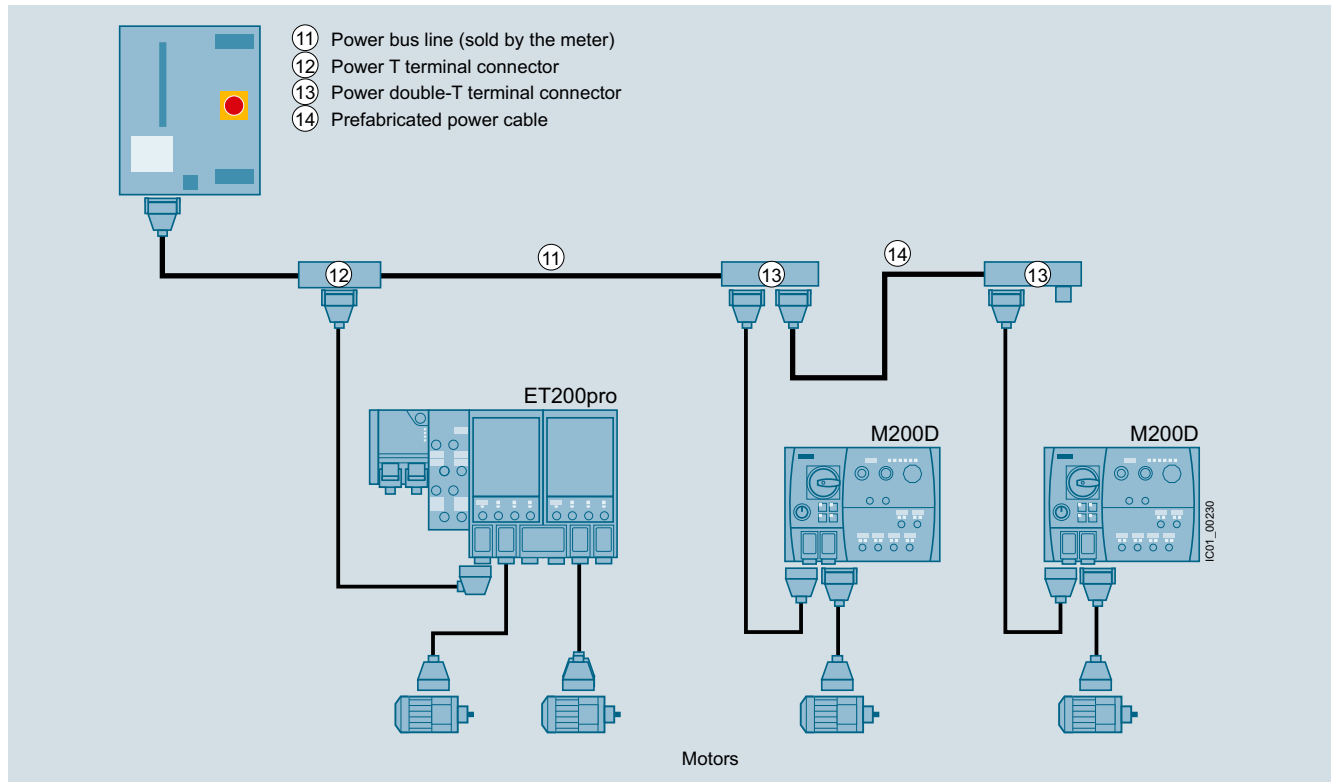 11 Power bus line (sold by the meter)
12 Power T terminal connector
13 Power double-T terminal connector
14 Prefabricated power cable
11
14
12
13
13
ET200pro
M200D
M200D
IC01_00230
Motors